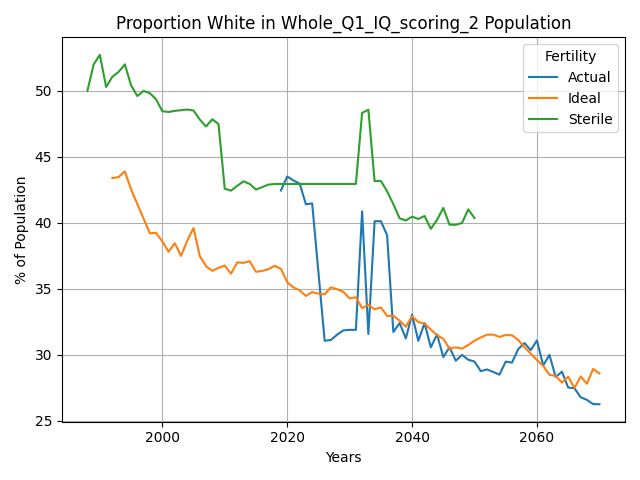 Proportion White in Whole_Q1_IQ_scoring_2 Population
Fertility
Actual
Ideal
Sterile
% of Population
50
45
40
35
30
25
2000
2020
2040
2060
Years